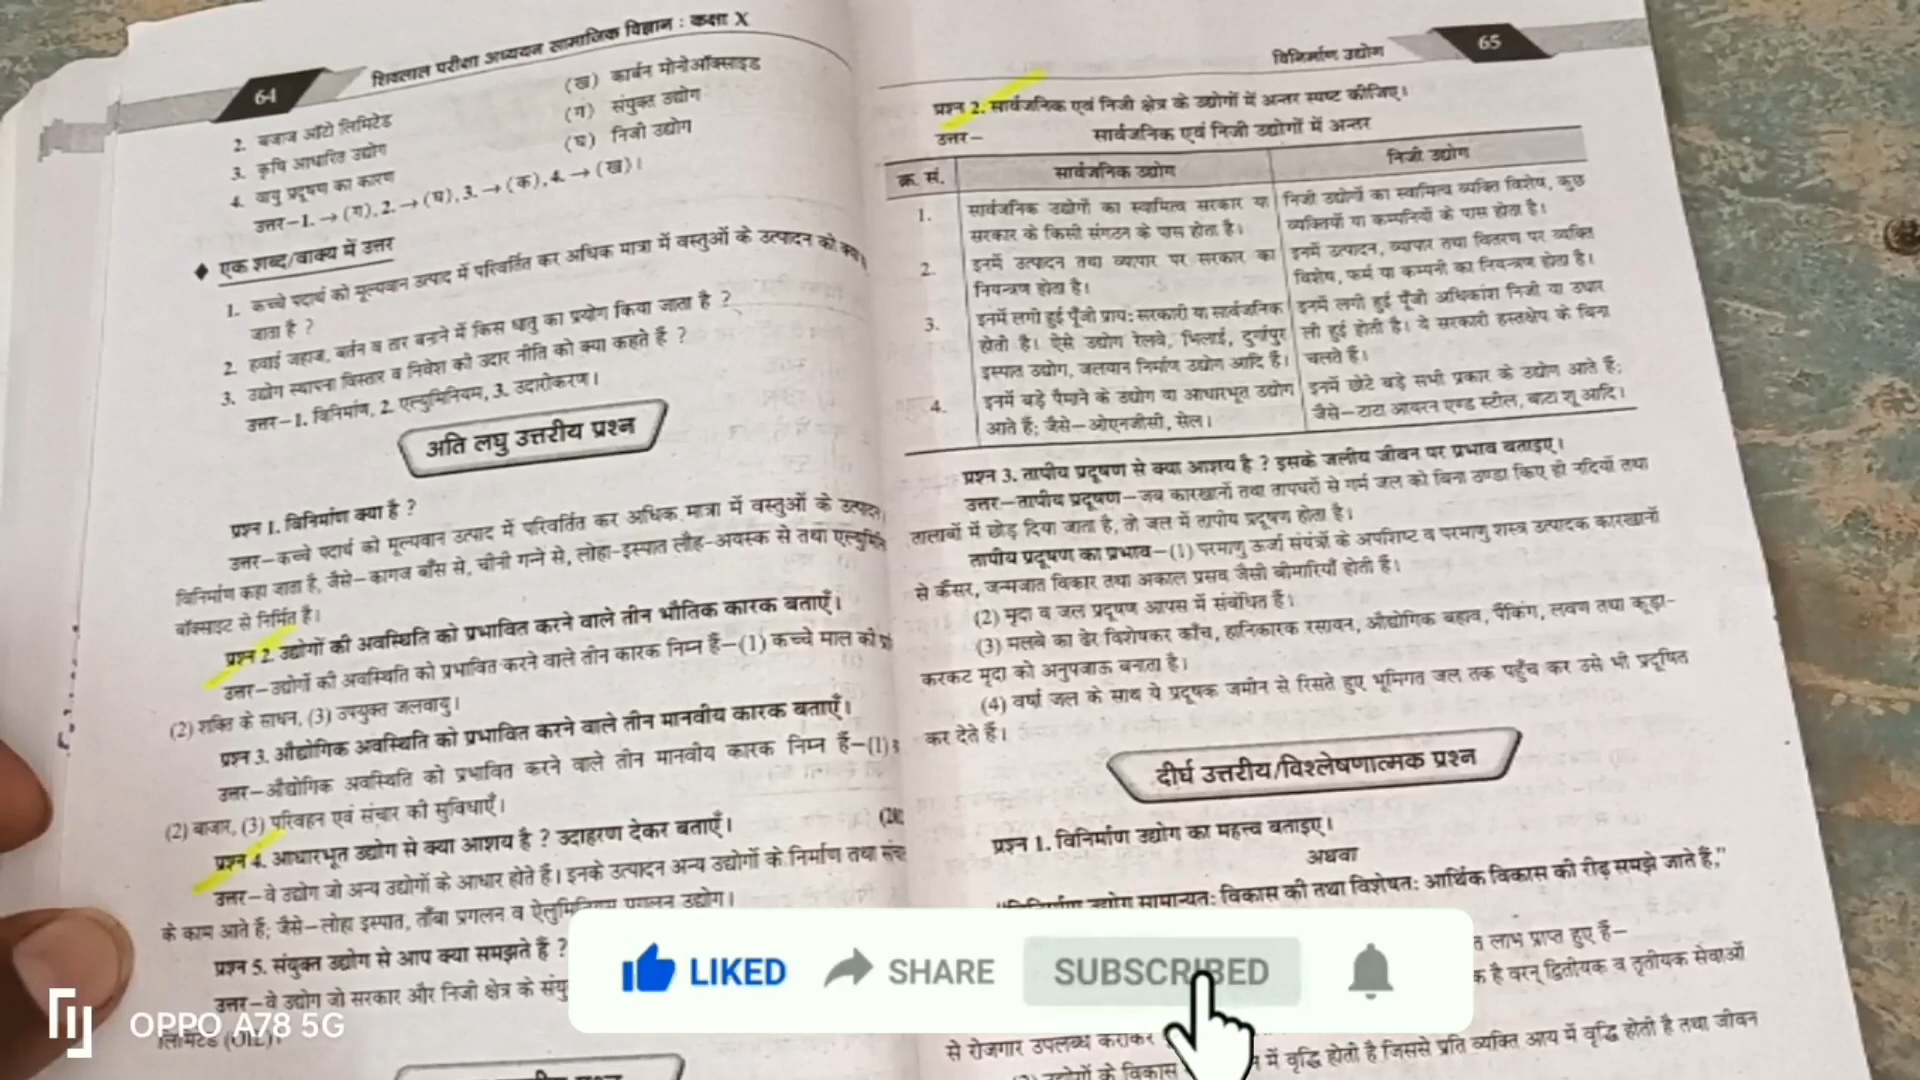 64
शिवलाल परीक्षा अध्ययन सामाजिक विज्ञान : कक्षा X
2. बजाज ऑटो लिमिटेड
(ख) कार्बन मोनोऑक्साइड
3. कृषि आधारित उद्योग
(ग) संयुक्त उद्योग
4. वायु प्रदूषण का कारण
(घ) निजी उद्योग
उत्तर–1. → (ग), 2. → (घ), 3. → (क), 4. → (ख)।
◆ एक शब्द/वाक्य में उत्तर
1. कच्चे पदार्थ को मूल्यवान उत्पाद में परिवर्तित कर अधिक मात्रा में वस्तुओं के उत्पादन को क्या
जाता है ?
2. हवाई जहाज, बर्तन व तार बनाने में किस धातु का प्रयोग किया जाता है ?
3. उद्योग स्थापना विस्तार व निवेश की उदार नीति को क्या कहते हैं ?
उत्तर–1. विनिर्माण, 2. एल्युमिनियम, 3. उदारीकरण।
अति लघु उत्तरीय प्रश्न
प्रश्न 1. विनिर्माण क्या है ?
उत्तर–कच्चे पदार्थ को मूल्यवान उत्पाद में परिवर्तित कर अधिक मात्रा में वस्तुओं के उत्पादन
विनिर्माण कहा जाता है, जैसे–कागज बाँस से, चीनी गन्ने से, लोहा-इस्पात लौह-अयस्क से तथा एल्युमि
बॉक्साइट से निर्मित है।
प्रश्न 2. उद्योगों की अवस्थिति को प्रभावित करने वाले तीन भौतिक कारक बताएँ।
उत्तर–उद्योगों की अवस्थिति को प्रभावित करने वाले तीन कारक निम्न हैं–(1) कच्चे माल की
(2) शक्ति के साधन, (3) उपयुक्त जलवायु।
प्रश्न 3. औद्योगिक अवस्थिति को प्रभावित करने वाले तीन मानवीय कारक बताएँ।
उत्तर–औद्योगिक अवस्थिति को प्रभावित करने वाले तीन मानवीय कारक निम्न हैं–(1)
(2) बाजार, (3) परिवहन एवं संचार की सुविधाएँ।
प्रश्न 4. आधारभूत उद्योग से क्या आशय है ? उदाहरण देकर बताएँ।
उत्तर–वे उद्योग जो अन्य उद्योगों के आधार होते हैं। इनके उत्पादन अन्य उद्योगों के निर्माण तथा
के काम आते हैं; जैसे–लोहा इस्पात, ताँबा प्रगलन व ऐलुमिनियम प्रगलन उद्योग।
प्रश्न 5. संयुक्त उद्योग से आप क्या समझते हैं ?
उत्तर–वे उद्योग जो सरकार और निजी क्षेत्र के
लिमिटेड (OIL)।
विनिर्माण उद्योग
65
प्रश्न 2. सार्वजनिक एवं निजी क्षेत्र के उद्योगों में अन्तर स्पष्ट कीजिए।
उत्तर– सार्वजनिक एवं निजी उद्योगों में अन्तर
क्र. सं. सार्वजनिक उद्योग निजी उद्योग
1. सार्वजनिक उद्योगों का स्वामित्व सरकार या निजी उद्योगों का स्वामित्व व्यक्ति विशेष, कुछ
सरकार के किसी संगठन के पास होता है। व्यक्तियों या कम्पनियों के पास होता है।
2. इनमें उत्पादन तथा व्यापार पर सरकार का इनमें उत्पादन, व्यापार तथा वितरण पर व्यक्ति
नियन्त्रण होता है। विशेष, फर्म या कम्पनी का नियन्त्रण होता है।
3. इनमें लगी हुई पूँजी प्राय: सरकारी या सार्वजनिक इनमें लगी हुई पूँजी अधिकांश निजी या उधार
होती है। ऐसे उद्योग रेलवे, भिलाई, दुर्गापुर ली हुई होती है। ये सरकारी हस्तक्षेप के बिना
इस्पात उद्योग, जलयान निर्माण उद्योग आदि हैं। चलते हैं।
4. इनमें बड़े पैमाने के उद्योग या आधारभूत उद्योग इनमें छोटे बड़े सभी प्रकार के उद्योग आते हैं;
आते हैं; जैसे–ओएनजीसी, सेल। जैसे–टाटा आयरन एण्ड स्टील, बाटा शू आदि।
प्रश्न 3. तापीय प्रदूषण से क्या आशय है ? इसके जलीय जीवन पर प्रभाव बताइए।
उत्तर–तापीय प्रदूषण–जब कारखानों तथा तापघरों से गर्म जल को बिना ठण्डा किए ही नदियों तथा
तालाबों में छोड़ दिया जाता है, तो जल में तापीय प्रदूषण होता है।
तापीय प्रदूषण का प्रभाव–(1) परमाणु ऊर्जा संयंत्रों के अपशिष्ट व परमाणु शस्त्र उत्पादक कारखानों
से कैंसर, जन्मजात विकार तथा अकाल प्रसव जैसी बीमारियाँ होती हैं।
(2) मृदा व जल प्रदूषण आपस में संबंधित हैं।
(3) मलबे का ढेर विशेषकर काँच, हानिकारक रसायन, औद्योगिक बहाव, पैकिंग, लवण तथा कूड़ा-
करकट मृदा को अनुपजाऊ बनाता है।
(4) वर्षा जल के साथ ये प्रदूषक जमीन से रिसते हुए भूमिगत जल तक पहुँच कर उसे भी प्रदूषित
कर देते हैं।
दीर्घ उत्तरीय/विश्लेषणात्मक प्रश्न
प्रश्न 1. विनिर्माण उद्योग का महत्त्व बताइए।
अथवा
"विनिर्माण उद्योग सामान्यत: विकास की तथा विशेषत: आर्थिक विकास की रीढ़ समझे जाते हैं,"
लाभ प्राप्त हुए हैं–
है वरन् द्वितीयक व तृतीयक सेवाओं
से रोजगार उपलब्ध कराकर
उद्योगों के विकास
में वृद्धि होती है जिससे प्रति व्यक्ति आय में वृद्धि होती है तथा जीवन
LIKED SHARE SUBSCRIBED
OPPO A78 5G